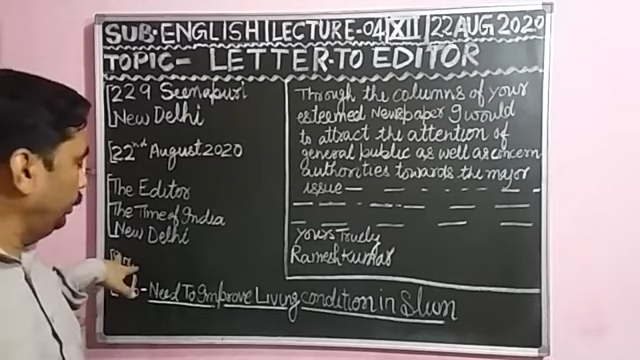 SUB. ENGLISH LECTURE-04 XII 22 AUG 2020
TOPIC- LETTER-TO EDITOR
229 Seemapuri
New Delhi
22nd August 2020
The Editor
The Time of India
New Delhi
Need To Improve Living condition in Slum
Through the columns of your
esteemed Newspaper I would
to attract the attention of
general public as well as concern
authorities towards the major
issue —
Yours Truely
Ramesh Kumar